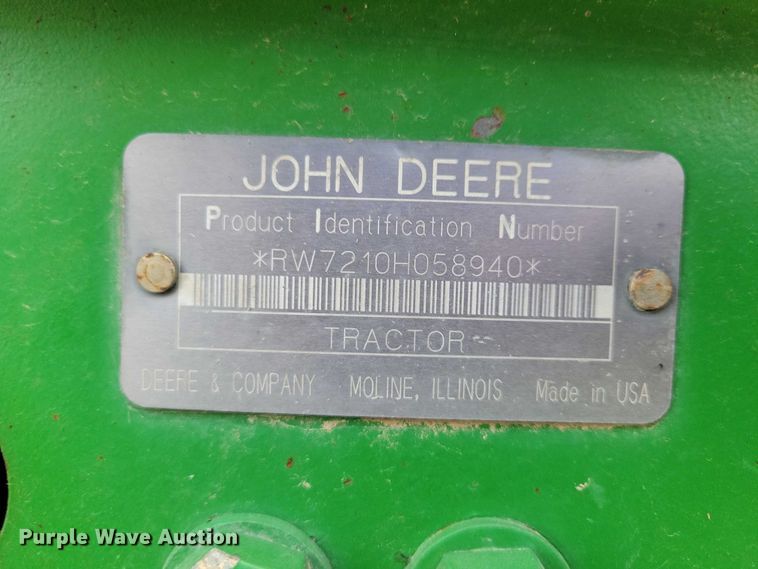 JOHN DEERE
Product Identification Number
*RW7210H058940*
TRACTOR
DEERE & COMPANY MOLINE, ILLINOIS Made in USA
Purple Wave Auction